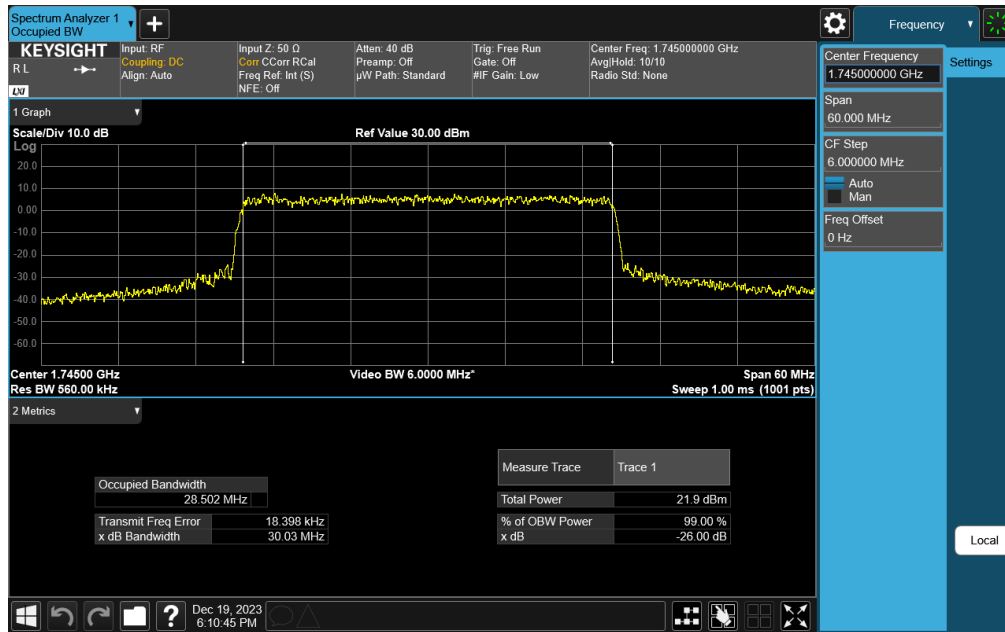 Spectrum Analyzer 1
Occupied BW
Frequency
KEYSIGHT
R L
LXI
Input: RF
Coupling: DC
Align: Auto
Input Z: 50 Ω
Corr CCorr RCal
Freq Ref: Int (S)
NFE: Off
Atten: 40 dB
Preamp: Off
µW Path: Standard
Trig: Free Run
Gate: Off
#IF Gain: Low
Center Freq: 1.745000000 GHz
Avg|Hold: 10/10
Radio Std: None
Center Frequency
1.745000000 GHz
Settings
Span
60.000 MHz
CF Step
6.000000 MHz
Auto
Man
Freq Offset
0 Hz
Local
1 Graph
Scale/Div 10.0 dB
Ref Value 30.00 dBm
Log
20.0
10.0
0.00
-10.0
-20.0
-30.0
-40.0
-50.0
-60.0
Center 1.74500 GHz
Video BW 6.0000 MHz*
Span 60 MHz
Res BW 560.00 kHz
Sweep 1.00 ms (1001 pts)
2 Metrics
Occupied Bandwidth
28.502 MHz
Transmit Freq Error 18.398 kHz
x dB Bandwidth 30.03 MHz
Measure Trace Trace 1
Total Power 21.9 dBm
% of OBW Power 99.00 %
x dB -26.00 dB
Dec 19, 2023
6:10:45 PM